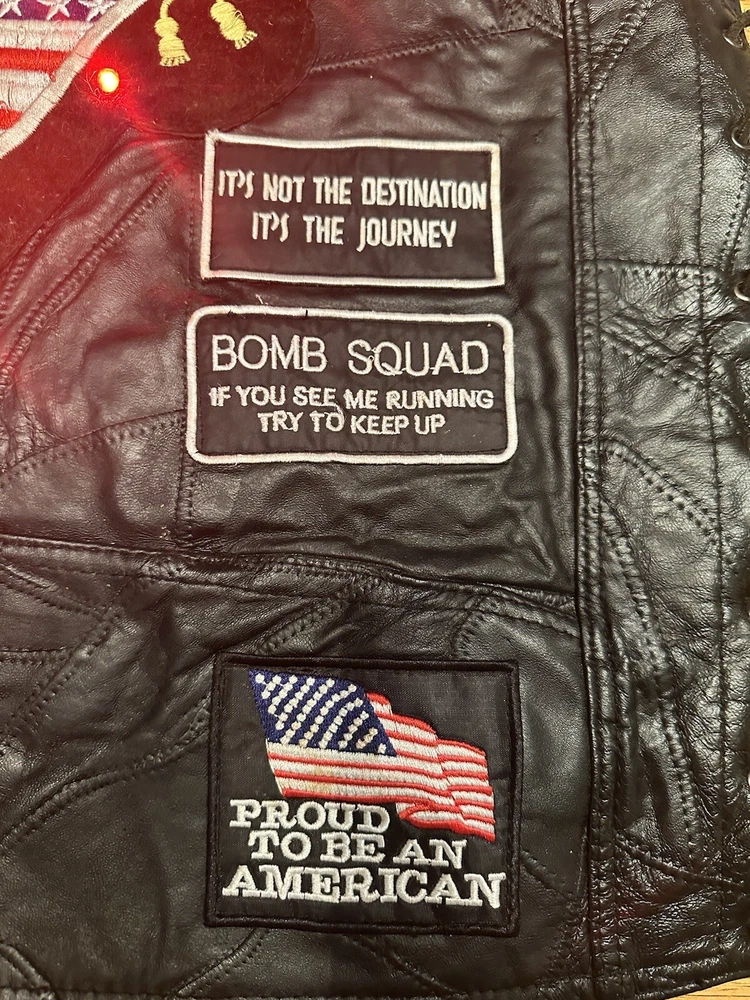 IT'S NOT THE DESTINATION
IT'S THE JOURNEY
BOMB SQUAD
IF YOU SEE ME RUNNING
TRY TO KEEP UP
PROUD
TO BE AN
AMERICAN